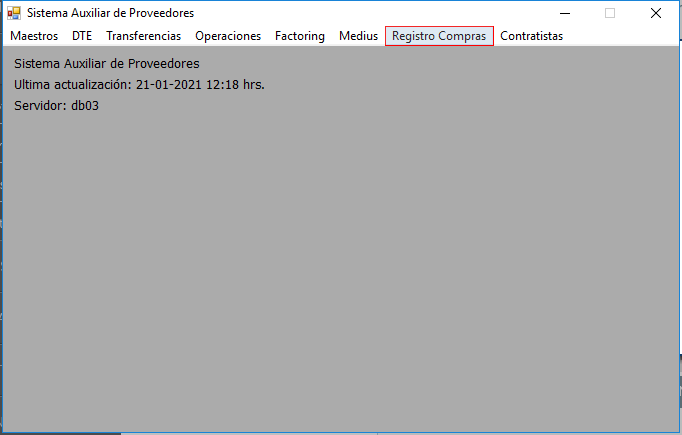 Sistema Auxiliar de Proveedores
Maestros DTE Transferencias Operaciones Factoring Medius Registro Compras Contratistas
Sistema Auxiliar de Proveedores
Ultima actualización: 21-01-2021 12:18 hrs.
Servidor: db03